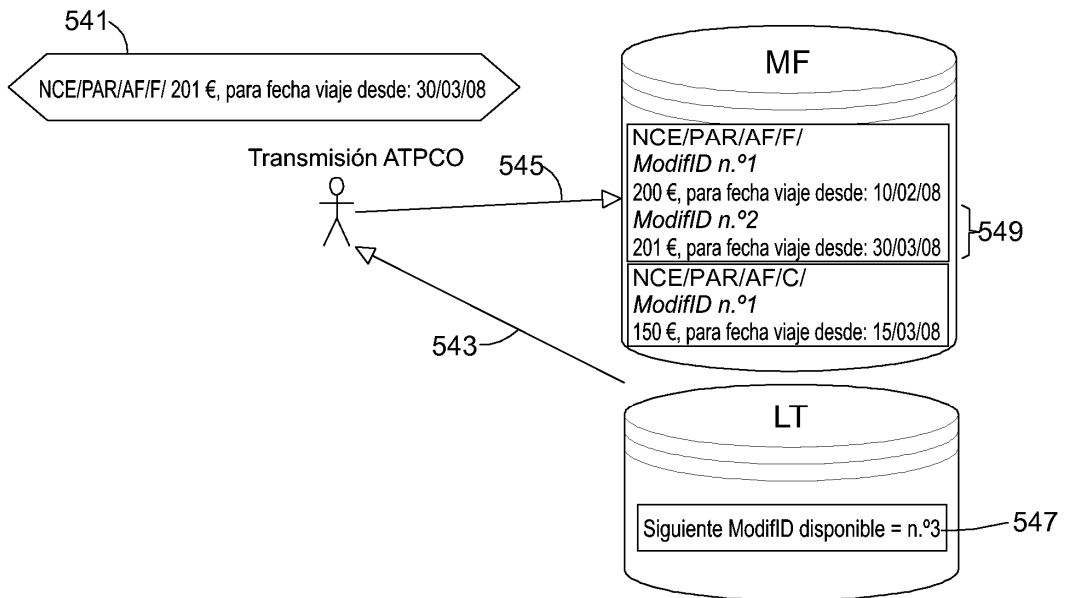 541
NCE/PAR/AF/F/ 201 €, para fecha viaje desde: 30/03/08
Transmisión ATPCO
545
MF
NCE/PAR/AF/F/
ModifID n.º1
200 €, para fecha viaje desde: 10/02/08
ModifID n.º2
201 €, para fecha viaje desde: 30/03/08
549
NCE/PAR/AF/C/
ModifID n.º1
150 €, para fecha viaje desde: 15/03/08
543
LT
Siguiente ModifID disponible = n.º3
547